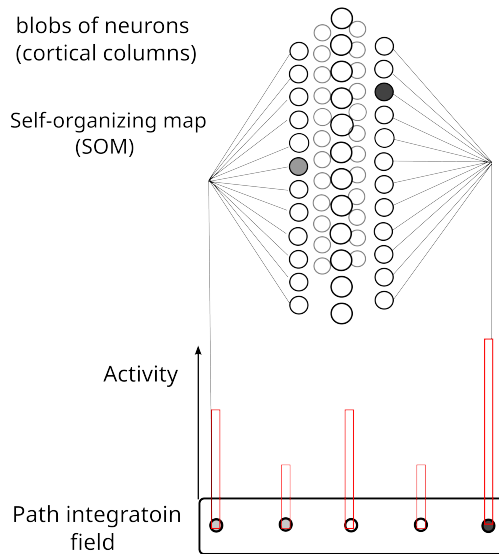 blobs of neurons
(cortical columns)
Self-organizing map
(SOM)
Activity
Path integratoin
field